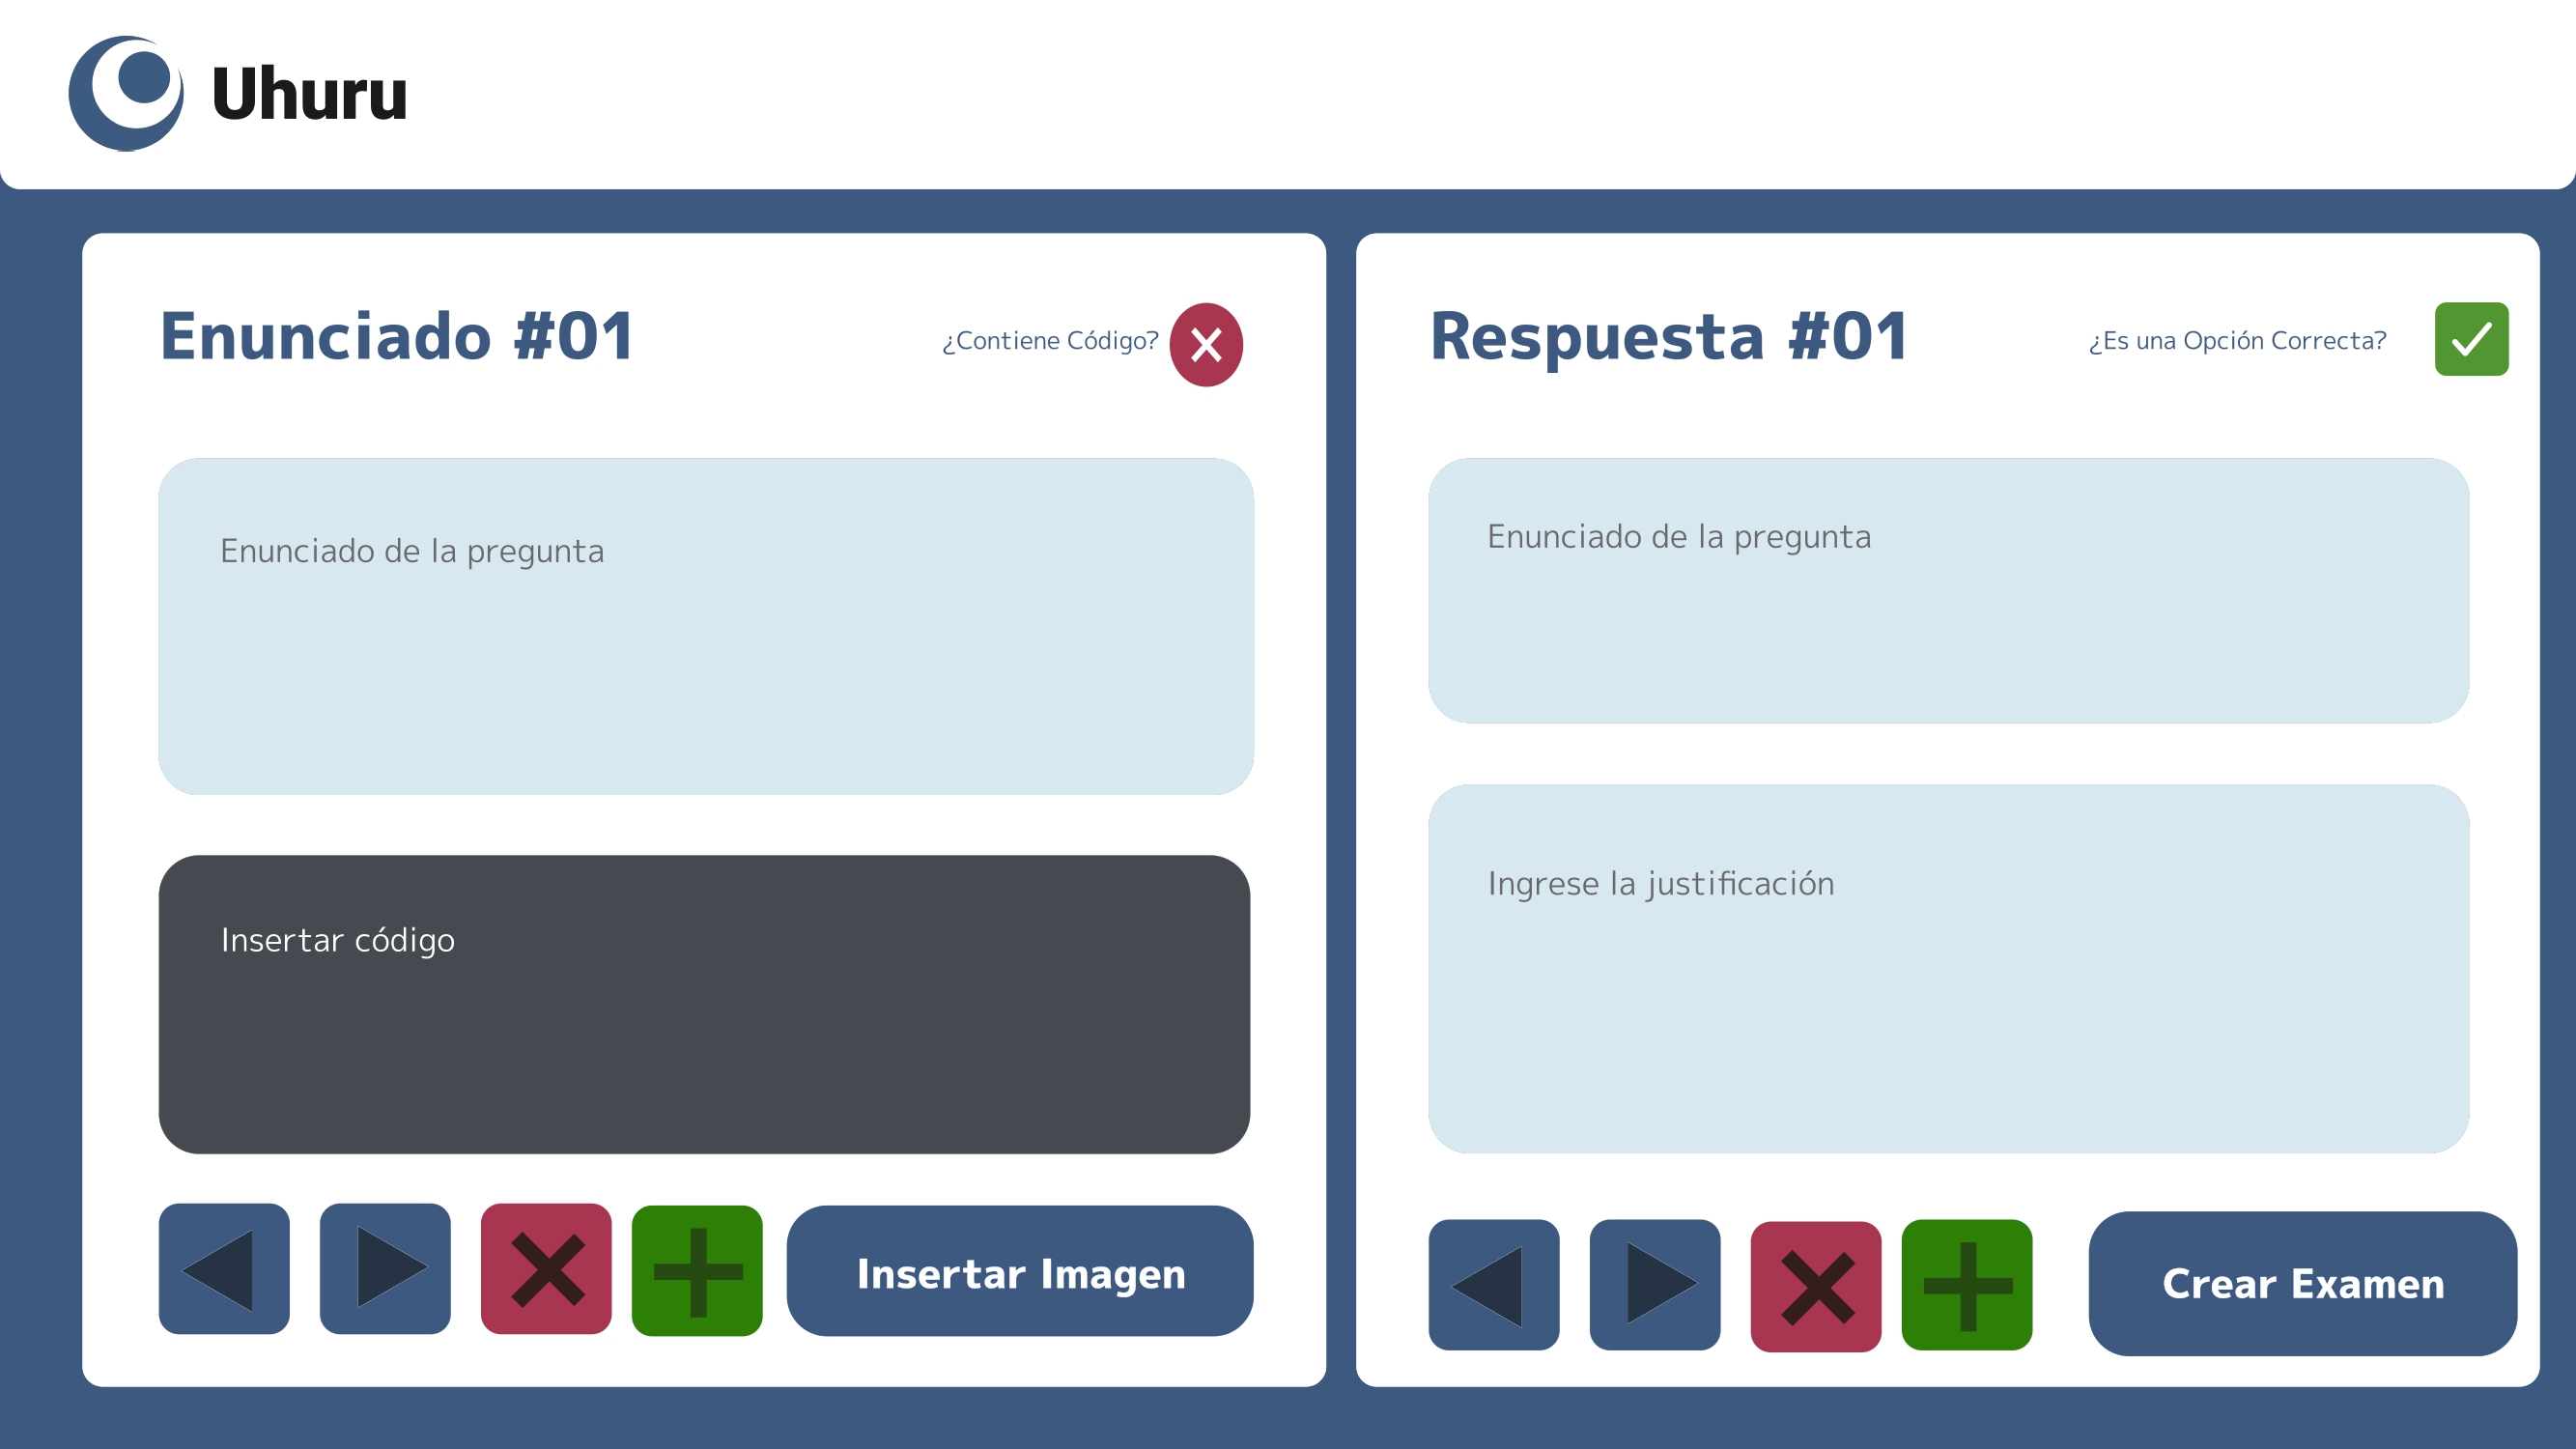 Uhuru
Enunciado #01
¿Contiene Código?
Enunciado de la pregunta
Insertar código
Insertar Imagen
Respuesta #01
¿Es una Opción Correcta?
Enunciado de la pregunta
Ingrese la justificación
Crear Examen